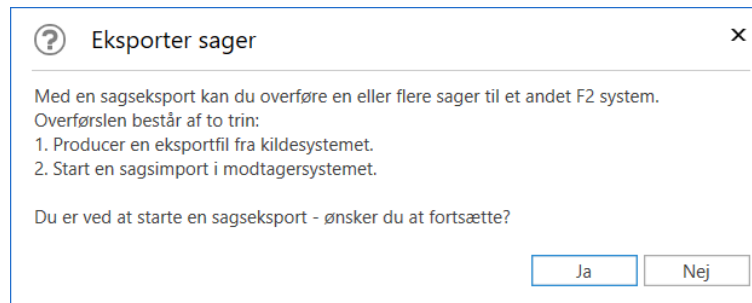 Eksporter sager
Med en sagseksport kan du overføre en eller flere sager til et andet F2 system.
Overførslen består af to trin:
1. Producer en eksportfil fra kildesystemet.
2. Start en sagsimport i modtagersystemet.
Du er ved at starte en sagseksport - ønsker du at fortsætte?
Ja
Nej